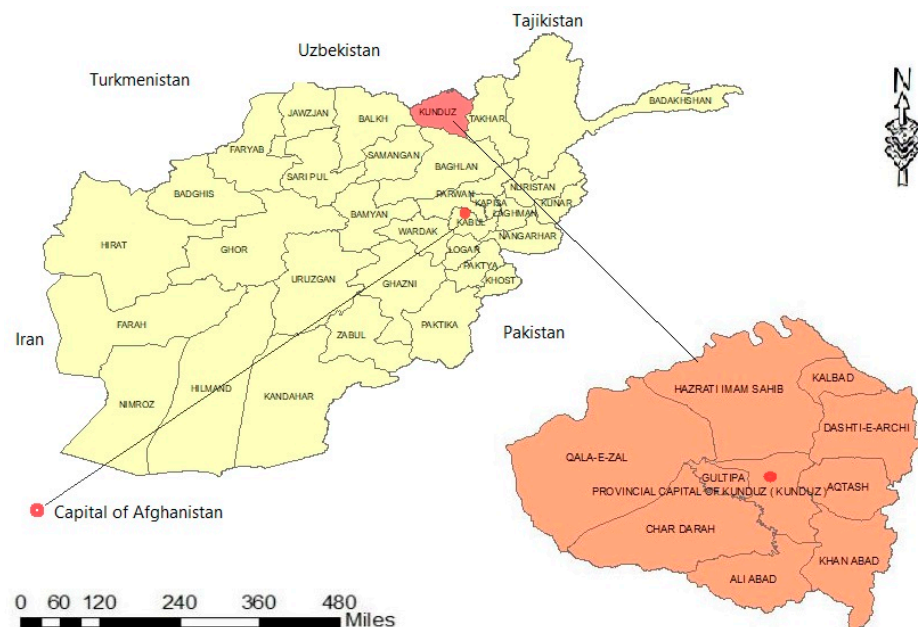 Tajikistan
Uzbekistan
Turkmenistan
N
BADAKHSHAN
JAWZJAN
BALKH
KUNDUZ
TAKHAR
FARYAB
SAMANGAN
BAGHLAN
SARI PUL
BADGHIS
NURISTAN
PARWAN
KAPISA
KUNAR
BAMYAN
LAGHMAN
KABUL
WARDAK
NANGARHAR
HIRAT
GHOR
LOGAR
PAKTYA
URUZGAN
GHAZNI
KHOST
FARAH
PAKTIKA
Pakistan
Iran
ZABUL
HILMAND
KANDAHAR
NIMROZ
HAZRATI IMAM SAHIB
KALBAD
DASHTI-E-ARCHI
QALA-E-ZAL
GULTIPA
AQTASH
PROVINCIAL CAPITAL OF KUNDUZ ( KUNDUZ )
CHAR DARAH
KHAN ABAD
ALI ABAD
Capital of Afghanistan
0 60 120 240 360 480
Miles